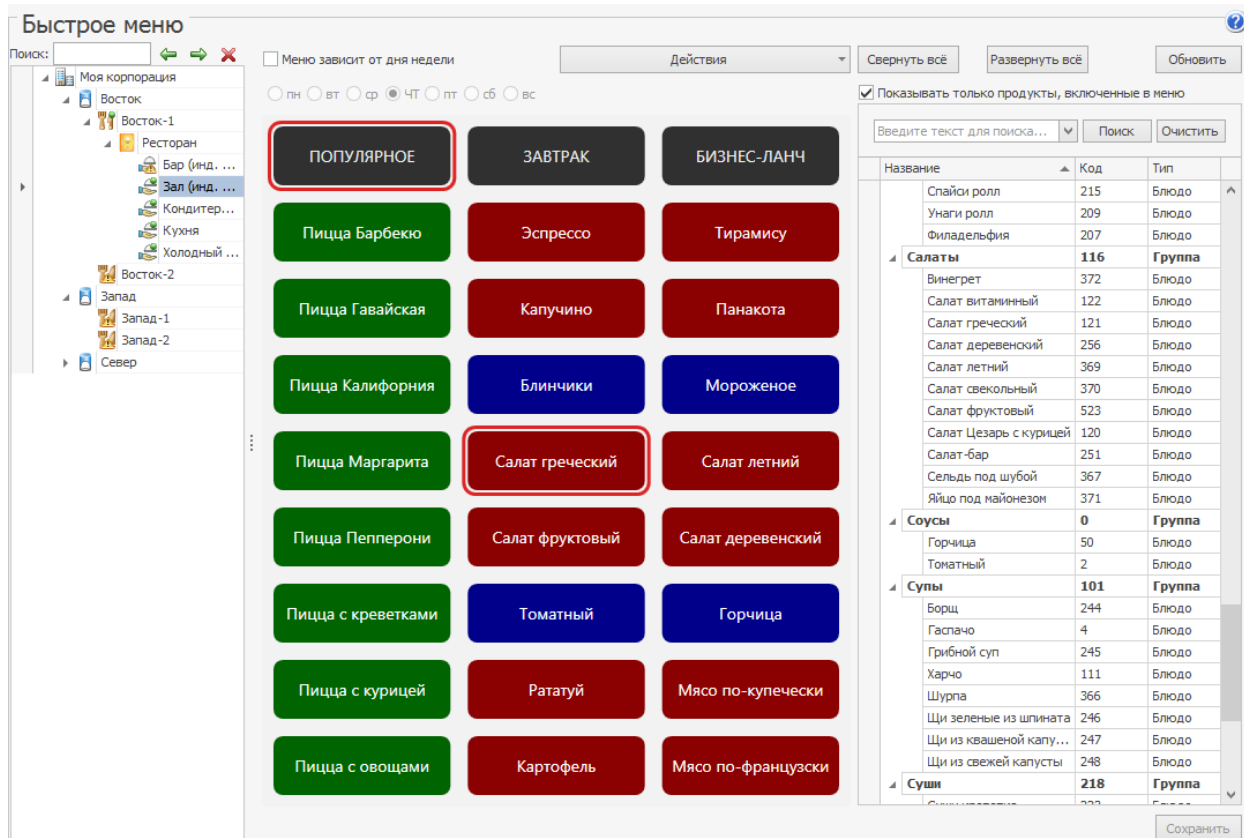 Быстрое меню
Поиск:
Моя корпорация
Восток
Восток-1
Ресторан
Бар (инд. ...
Зал (инд. ...
Кондитер...
Кухня
Холодный ...
Восток-2
Запад
Запад-1
Запад-2
Север
Меню зависит от дня недели
Действия
пн вт ср ЧТ пт сб вс
ПОПУЛЯРНОЕ ЗАВТРАК БИЗНЕС-ЛАНЧ
Пицца Барбекю Эспрессо Тирамису
Пицца Гавайская Капучино Панакота
Пицца Калифорния Блинчики Мороженое
Пицца Маргарита Салат греческий Салат летний
Пицца Пепперони Салат фруктовый Салат деревенский
Пицца с креветками Томатный Горчица
Пицца с курицей Рататуй Мясо по-купечески
Пицца с овощами Картофель Мясо по-французски
Свернуть всё Развернуть всё Обновить
Показывать только продукты, включенные в меню
Введите текст для поиска... Поиск Очистить
Название Код Тип
Спайси ролл 215 Блюдо
Унаги ролл 209 Блюдо
Филадельфия 207 Блюдо
Салаты 116 Группа
Винегрет 372 Блюдо
Салат витаминный 122 Блюдо
Салат греческий 121 Блюдо
Салат деревенский 256 Блюдо
Салат летний 369 Блюдо
Салат свекольный 370 Блюдо
Салат фруктовый 523 Блюдо
Салат Цезарь с курицей 120 Блюдо
Салат-бар 251 Блюдо
Сельдь под шубой 367 Блюдо
Яйцо под майонезом 371 Блюдо
Соусы 0 Группа
Горчица 50 Блюдо
Томатный 2 Блюдо
Супы 101 Группа
Борщ 244 Блюдо
Гаспачо 4 Блюдо
Грибной суп 245 Блюдо
Харчо 111 Блюдо
Шурпа 366 Блюдо
Щи зеленые из шпината 246 Блюдо
Щи из квашеной капу... 247 Блюдо
Щи из свежей капусты 248 Блюдо
Суши 218 Группа
Сохранить